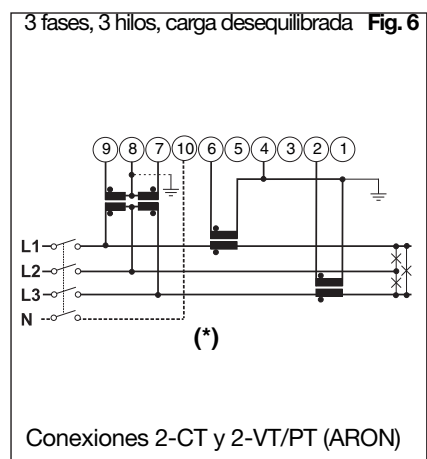 3 fases, 3 hilos, carga desequilibrada Fig. 6
9 8 7 10 6 5 4 3 2 1
L1
L2
L3
N
(*)
Conexiones 2-CT y 2-VT/PT (ARON)